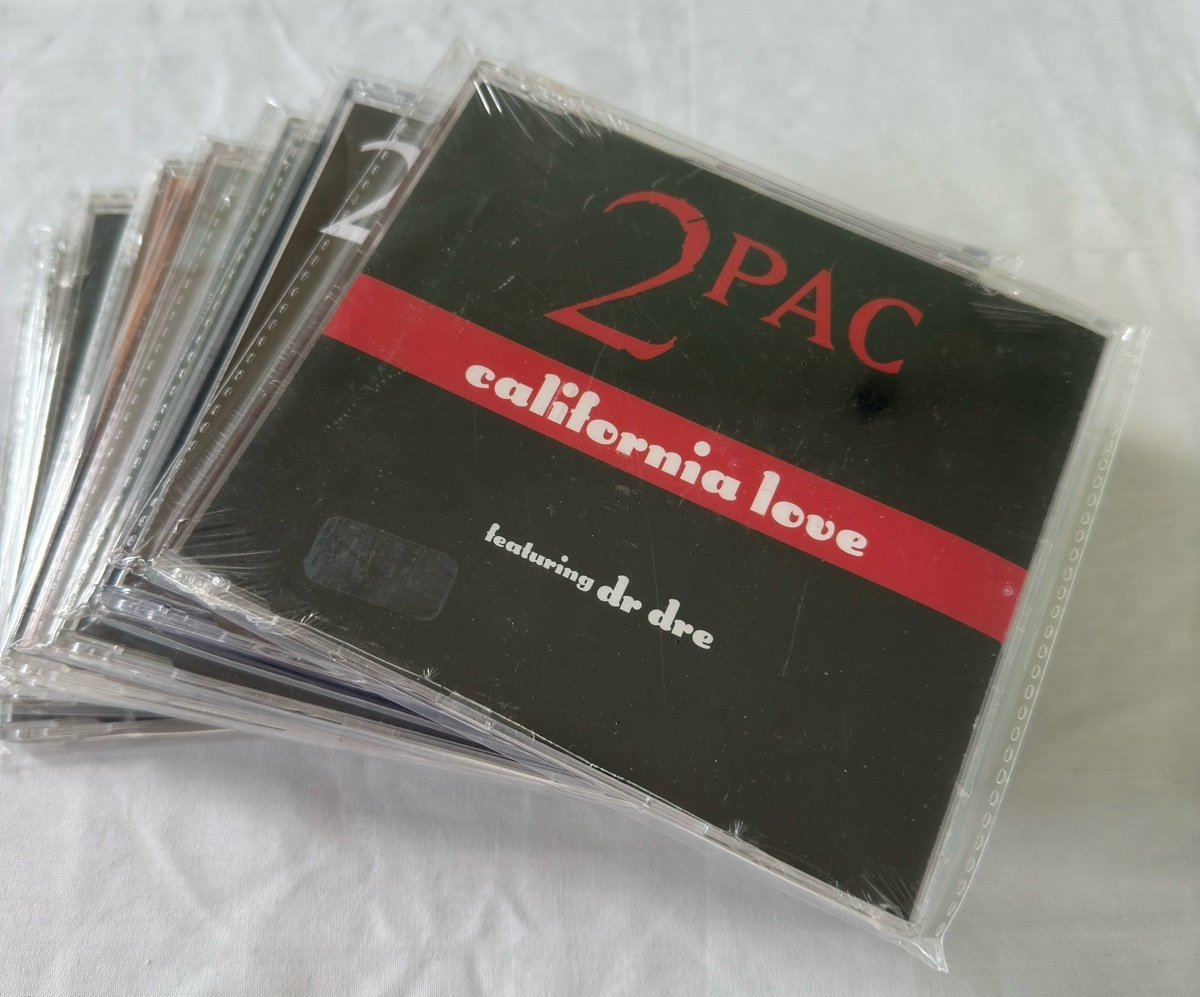 2PAC
california love
featuring dr dre
2